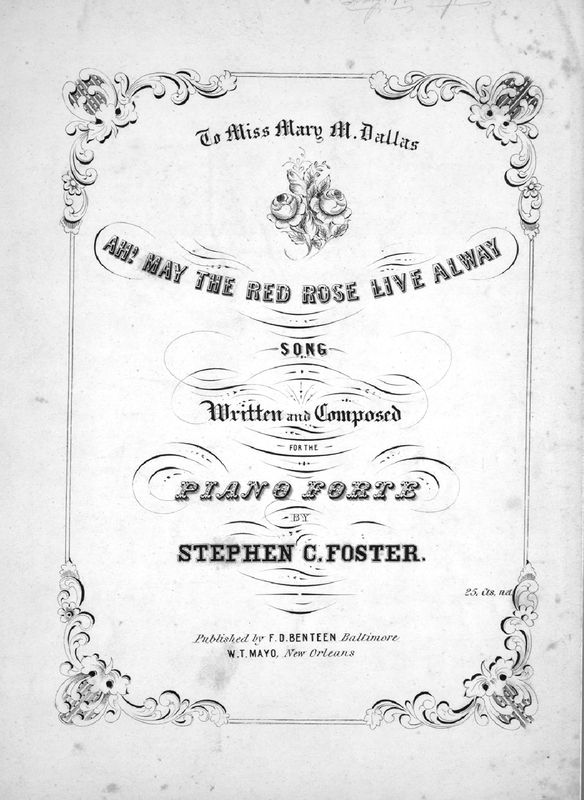 To Miss Mary M. Dallas
AH! MAY THE RED ROSE LIVE ALWAY
SONG
Written and Composed
FOR THE
PIANO FORTE
BY
STEPHEN C. FOSTER.
25, cts. net
Published by F. D. BENTEEN Baltimore
W. T. MAYO, New Orleans